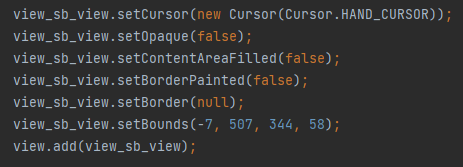 view_sb_view.setCursor(new Cursor(Cursor.HAND_CURSOR));
view_sb_view.setOpaque(false);
view_sb_view.setContentAreaFilled(false);
view_sb_view.setBorderPainted(false);
view_sb_view.setBorder(null);
view_sb_view.setBounds(-7, 507, 344, 58);
view.add(view_sb_view);